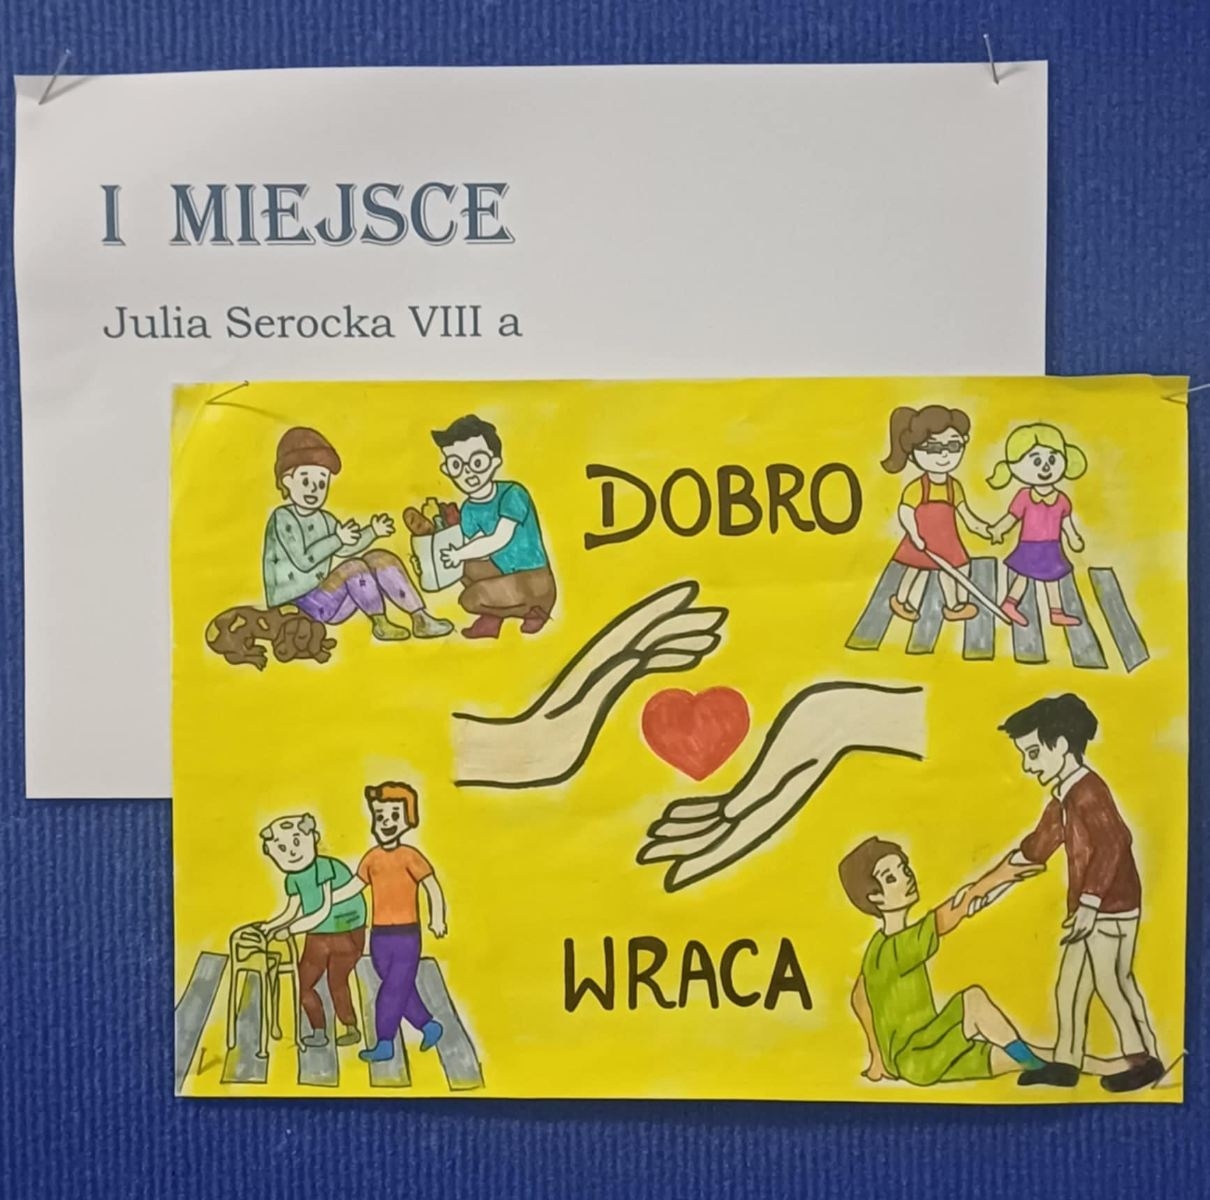 I MIEJSCE
Julia Serocka VIII a
DOBRO
WRACA